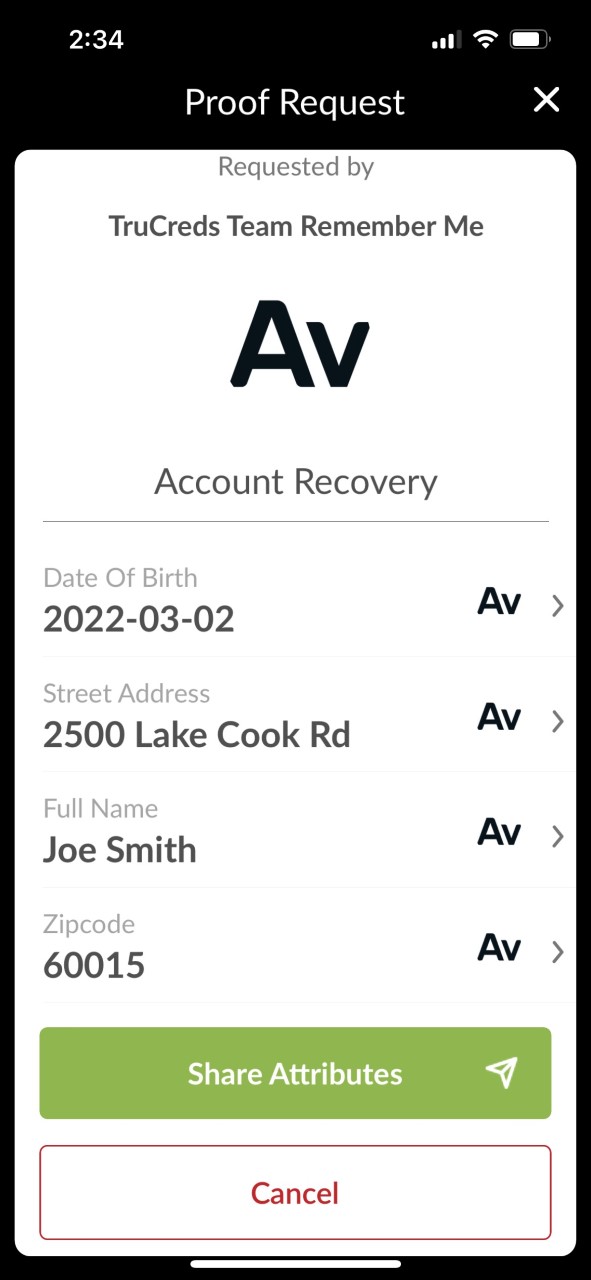 2:34
Proof Request
Requested by
TruCreds Team Remember Me
Av
Account Recovery
Date Of Birth
2022-03-02
Av
Street Address
2500 Lake Cook Rd
Av
Full Name
Joe Smith
Av
Zipcode
60015
Av
Share Attributes
Cancel